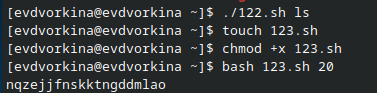 [evdvorkina@evdvorkina ~]$ ./122.sh ls
[evdvorkina@evdvorkina ~]$ touch 123.sh
[evdvorkina@evdvorkina ~]$ chmod +x 123.sh
[evdvorkina@evdvorkina ~]$ bash 123.sh 20
nqzejjfnskktngddmlao